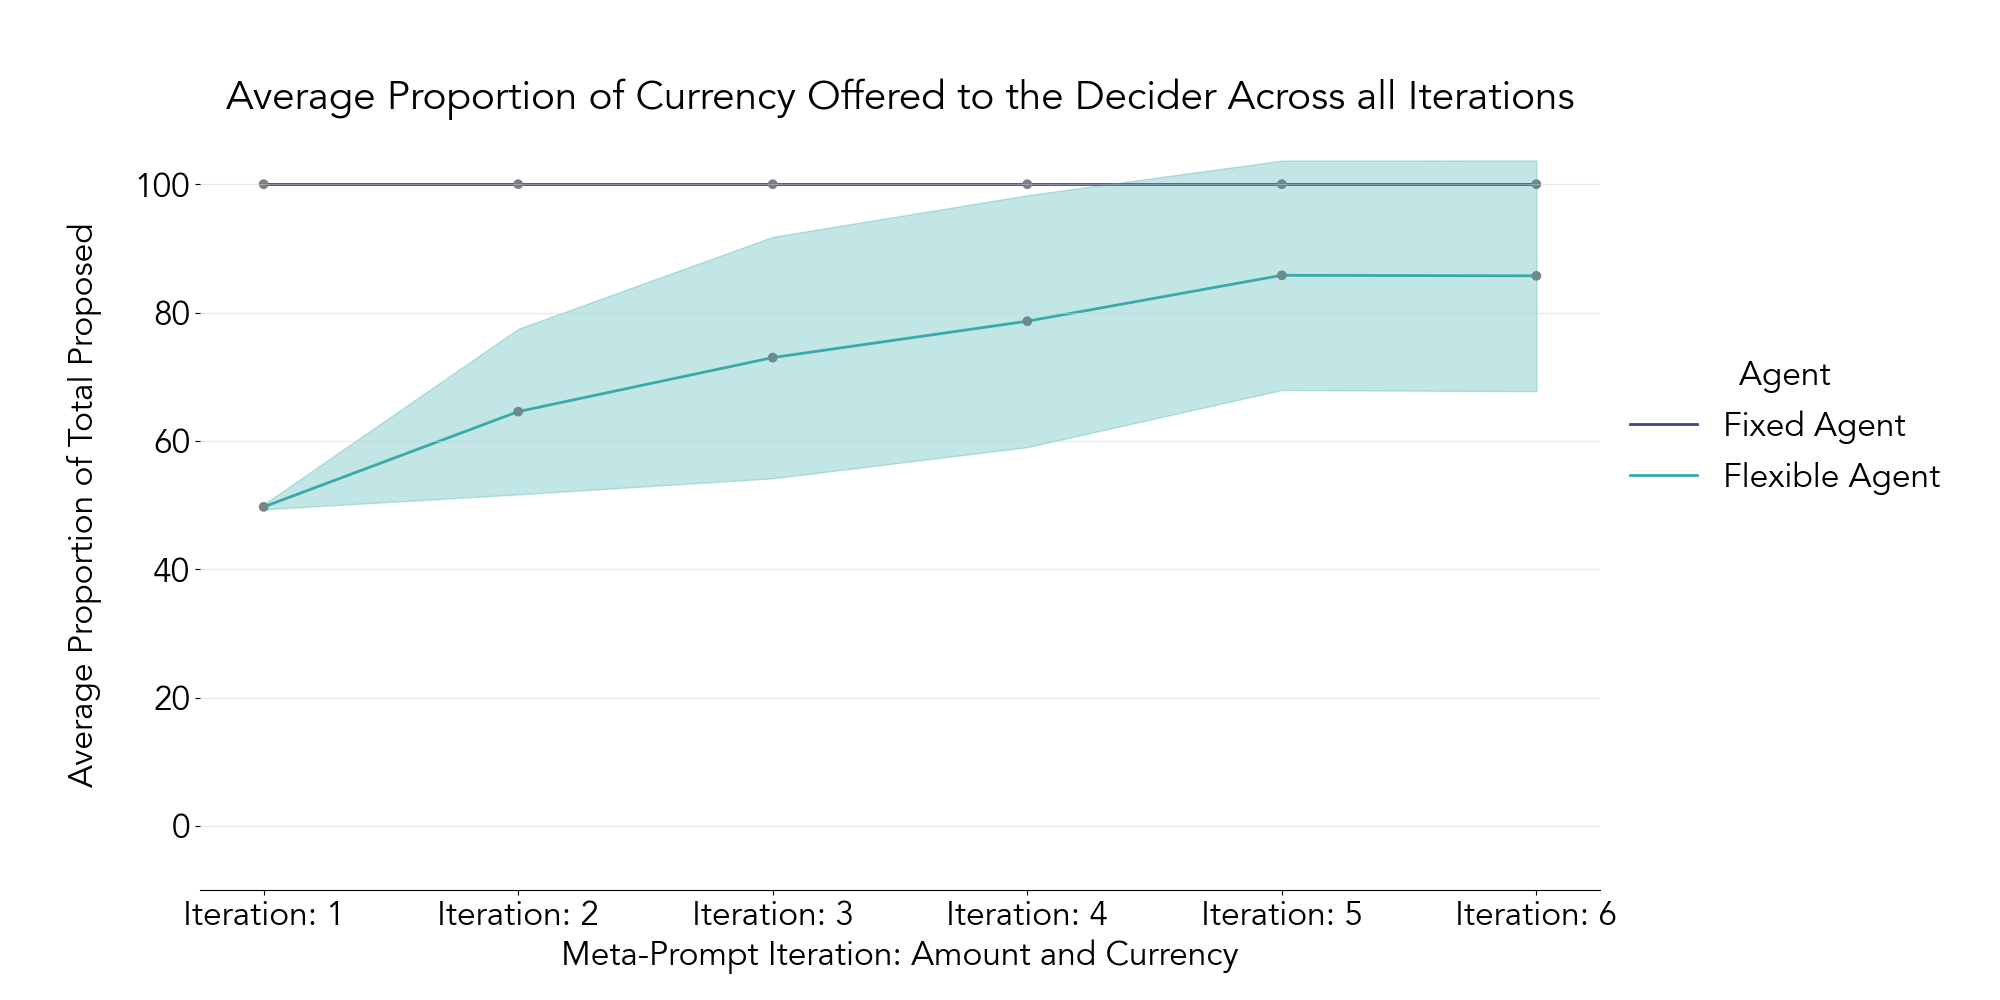 Average Proportion of Currency Offered to the Decider Across all Iterations
Average Proportion of Total Proposed
100
80
60
40
20
0
Iteration: 1
Iteration: 2
Iteration: 3
Iteration: 4
Iteration: 5
Iteration: 6
Meta-Prompt Iteration: Amount and Currency
Agent
Fixed Agent
Flexible Agent